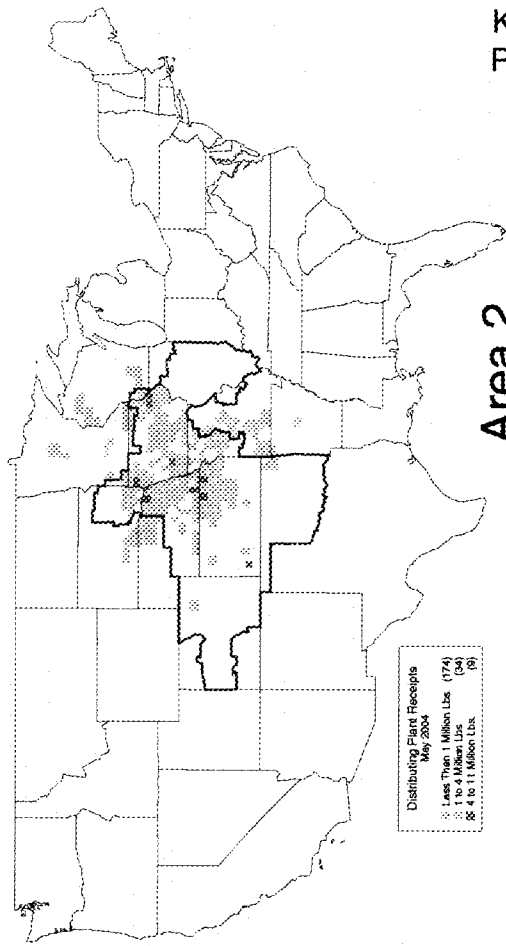 K
P
Area 2
Distributing Plant Receipts
May 2004
Less Than 1 Million Lbs. (174)
1 to 4 Million Lbs (34)
4 to 11 Million Lbs. (9)